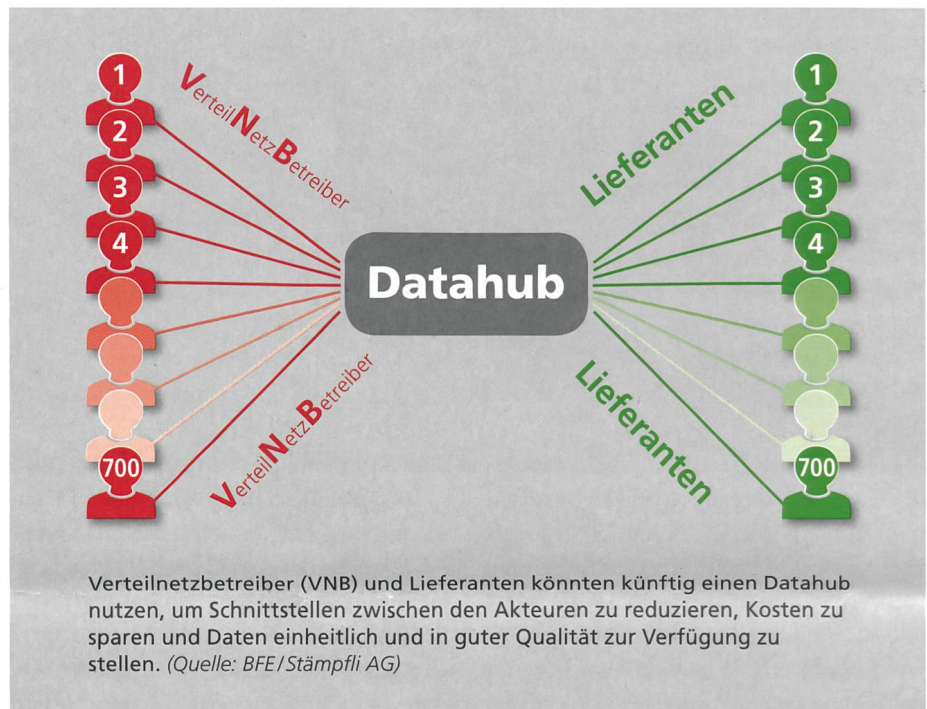 1
2
3
4
700
VerteilNetzBetreiber
VerteilNetzBetreiber
Datahub
Lieferanten
Lieferanten
1
2
3
4
700
Verteilnetzbetreiber (VNB) und Lieferanten könnten künftig einen Datahub
nutzen, um Schnittstellen zwischen den Akteuren zu reduzieren, Kosten zu
sparen und Daten einheitlich und in guter Qualität zur Verfügung zu
stellen. (Quelle: BFE/Stämpfli AG)